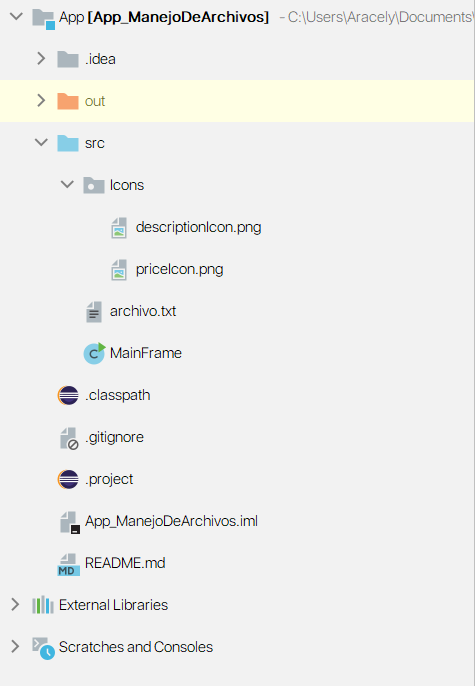 App [App_ManejoDeArchivos] - C:\Users\Aracely\Documents\
.idea
out
src
Icons
descriptionIcon.png
priceIcon.png
archivo.txt
C MainFrame
.classpath
.gitignore
.project
App_ManejoDeArchivos.iml
MD README.md
External Libraries
Scratches and Consoles